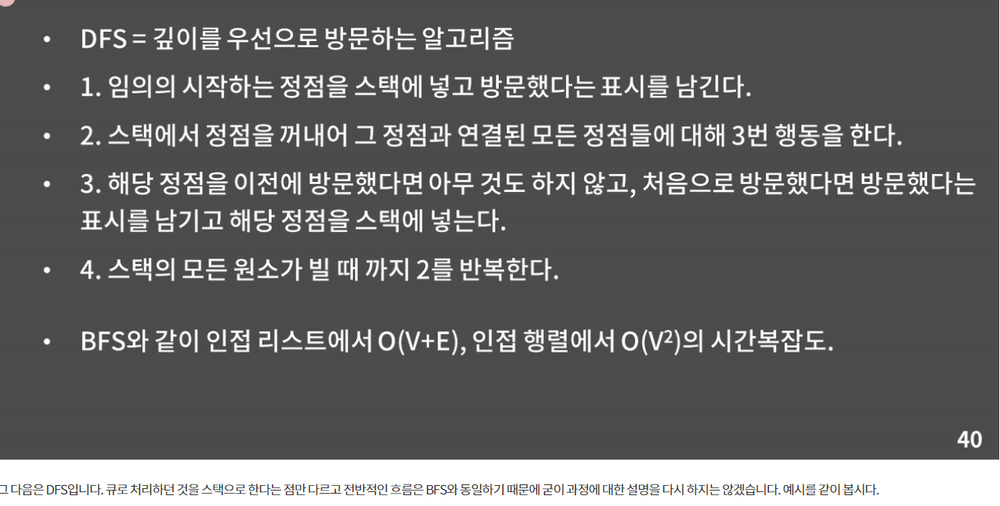 • DFS = 깊이를 우선으로 방문하는 알고리즘
• 1. 임의의 시작하는 정점을 스택에 넣고 방문했다는 표시를 남긴다.
• 2. 스택에서 정점을 꺼내어 그 정점과 연결된 모든 정점들에 대해 3번 행동을 한다.
• 3. 해당 정점을 이전에 방문했다면 아무 것도 하지 않고, 처음으로 방문했다면 방문했다는
표시를 남기고 해당 정점을 스택에 넣는다.
• 4. 스택의 모든 원소가 빌 때 까지 2를 반복한다.
• BFS와 같이 인접 리스트에서 O(V+E), 인접 행렬에서 O(V²)의 시간복잡도.
40
그 다음은 DFS입니다. 큐로 처리하던 것을 스택으로 한다는 점만 다르고 전반적인 흐름은 BFS와 동일하기 때문에 굳이 과정에 대한 설명을 다시 하지는 않겠습니다. 예시를 같이 봅시다.